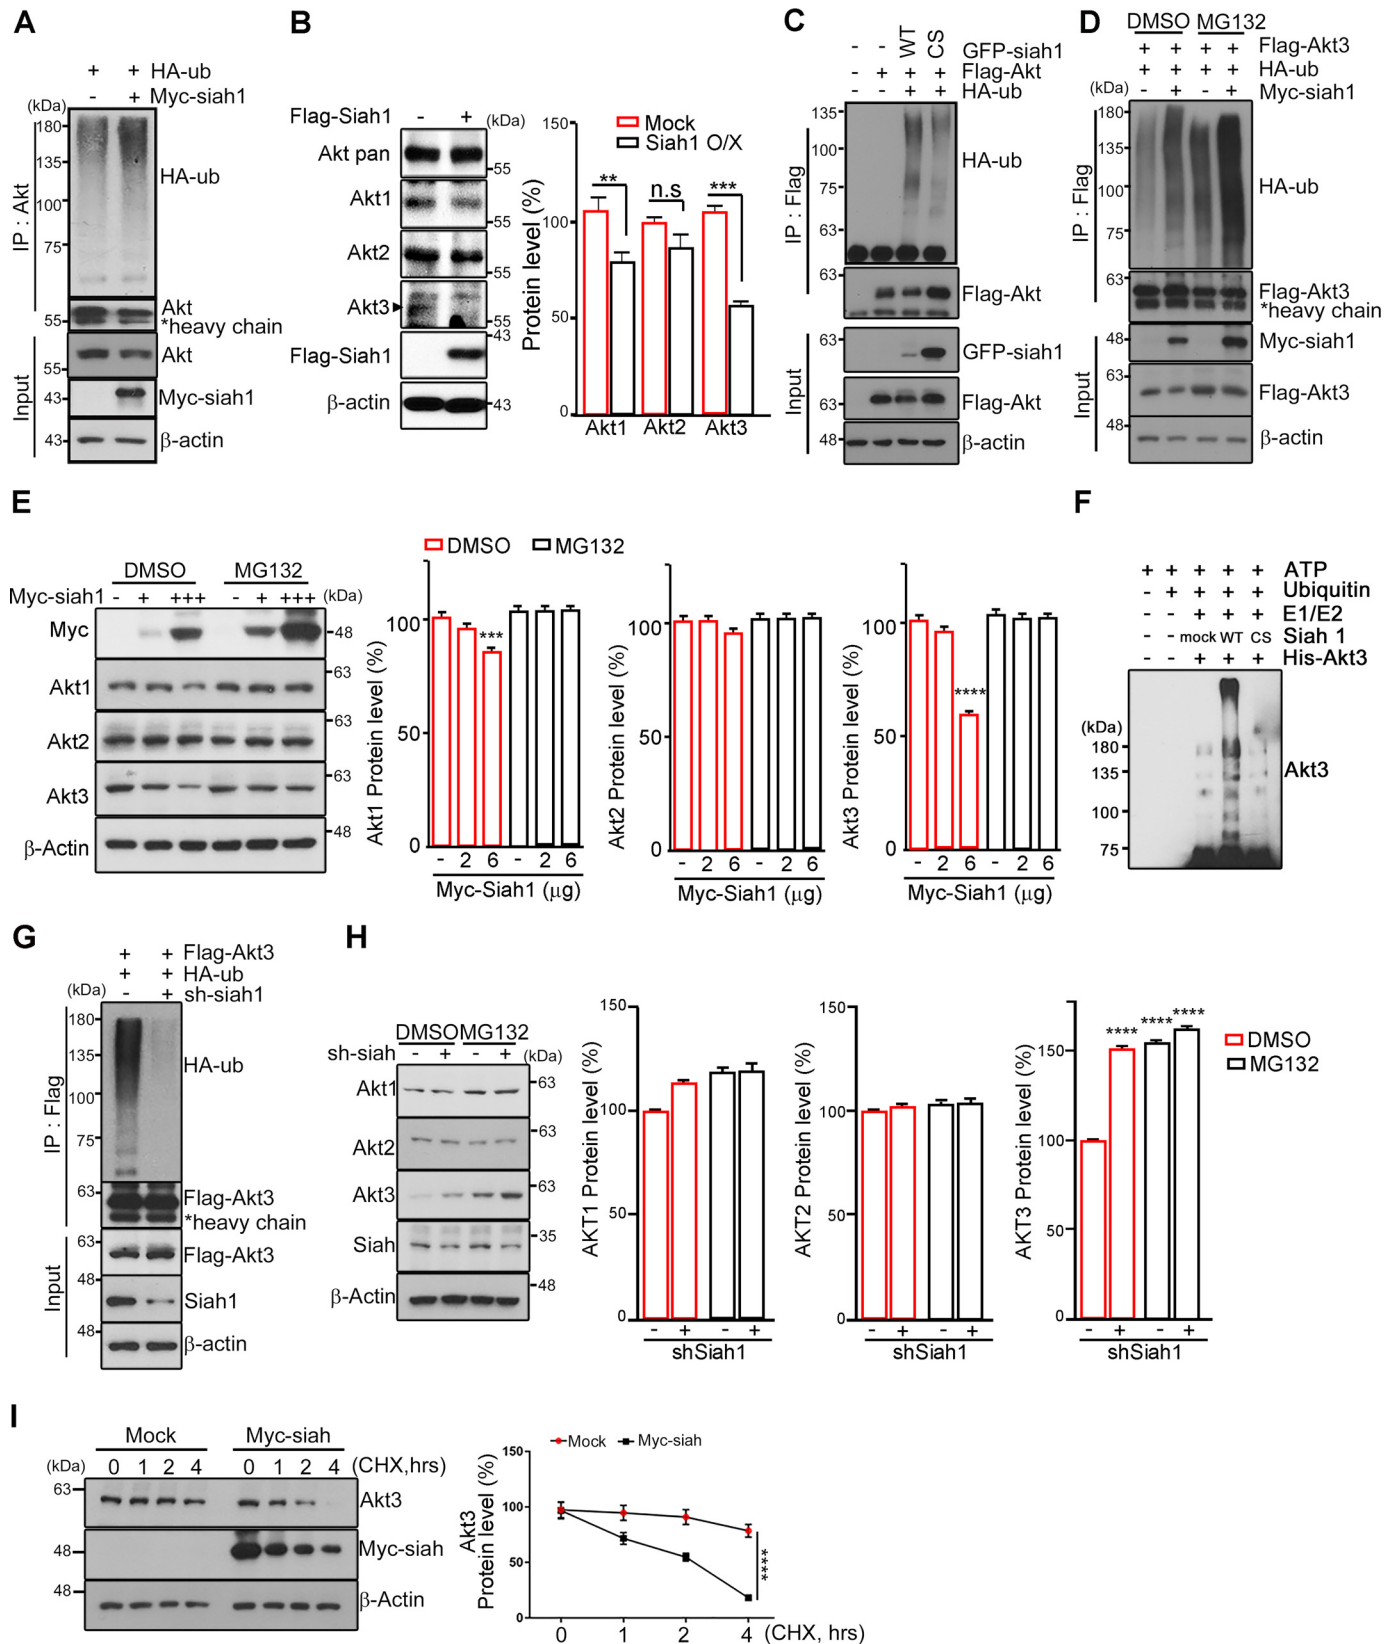 A
+ + HA-ub
- + Myc-siah1
(kDa)
180
135
100
75
55
HA-ub
Akt
*heavy chain
IP : Akt
55
43
43
Akt
Myc-siah1
β-actin
Input
B
Flag-Siah1 - + (kDa)
Akt pan
55
Akt1
55
Akt2
55
Akt3
55
43
Flag-Siah1
β-actin
43
Mock
Siah1 O/X
150
100
50
0
Protein level (%)
** n.s ***
Akt1 Akt2 Akt3
C
- - WT CS GFP-siah1
- + + + Flag-Akt
- - + + HA-ub
135
100
75
63
HA-ub
63
Flag-Akt
IP : Flag
63
GFP-siah1
63
Flag-Akt
48
β-actin
Input
D
DMSO MG132
+ + + + Flag-Akt3
+ + + + HA-ub
(kDa) - + - + Myc-siah1
180
135
100
75
63
HA-ub
Flag-Akt3
*heavy chain
IP : Flag
48
Myc-siah1
63
Flag-Akt3
48
β-actin
Input
E
DMSO MG132
Myc-siah1 - + +++ - + +++ (kDa)
Myc
48
63
Akt1
63
Akt2
63
Akt3
48
β-Actin
DMSO MG132
100
50
0
Akt1 Protein level (%)
***
- 2 6 - 2 6
Myc-Siah1 (μg)
100
50
0
Akt2 Protein level (%)
- 2 6 - 2 6
Myc-Siah1 (μg)
100
50
0
Akt3 Protein level (%)
****
- 2 6 - 2 6
Myc-Siah1 (μg)
F
+ + + + + ATP
- + + + + Ubiquitin
- - + + + E1/E2
- - mock WT CS Siah 1
- - + + + His-Akt3
(kDa)
180
135
100
75
Akt3
G
+ + Flag-Akt3
+ + HA-ub
(kDa) - + sh-siah1
180
135
100
75
63
HA-ub
Flag-Akt3
*heavy chain
IP : Flag
63
Flag-Akt3
48
Siah1
48
β-actin
Input
H
DMSO MG132
sh-siah - + - + (kDa)
Akt1
63
63
Akt2
63
Akt3
35
Siah
48
β-Actin
150
100
50
0
AKT1 Protein level (%)
- + - +
shSiah1
150
100
50
0
AKT2 Protein level (%)
- + - +
shSiah1
150
100
50
0
AKT3 Protein level (%)
**** **** ****
- + - +
shSiah1
DMSO
MG132
I
Mock Myc-siah
(kDa) 0 1 2 4 0 1 2 4 (CHX,hrs)
63
Akt3
48
Myc-siah
48
β-Actin
Mock Myc-siah
150
100
50
0
Akt3
Protein level (%)
****
0 1 2 4 (CHX, hrs)